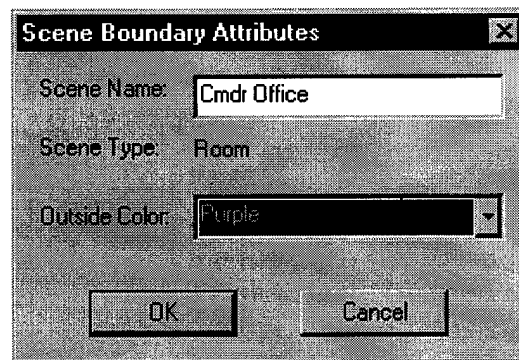 Scene Boundary Attributes
Scene Name: Cmdr Office
Scene Type: Room
Outside Color: Purple
OK Cancel